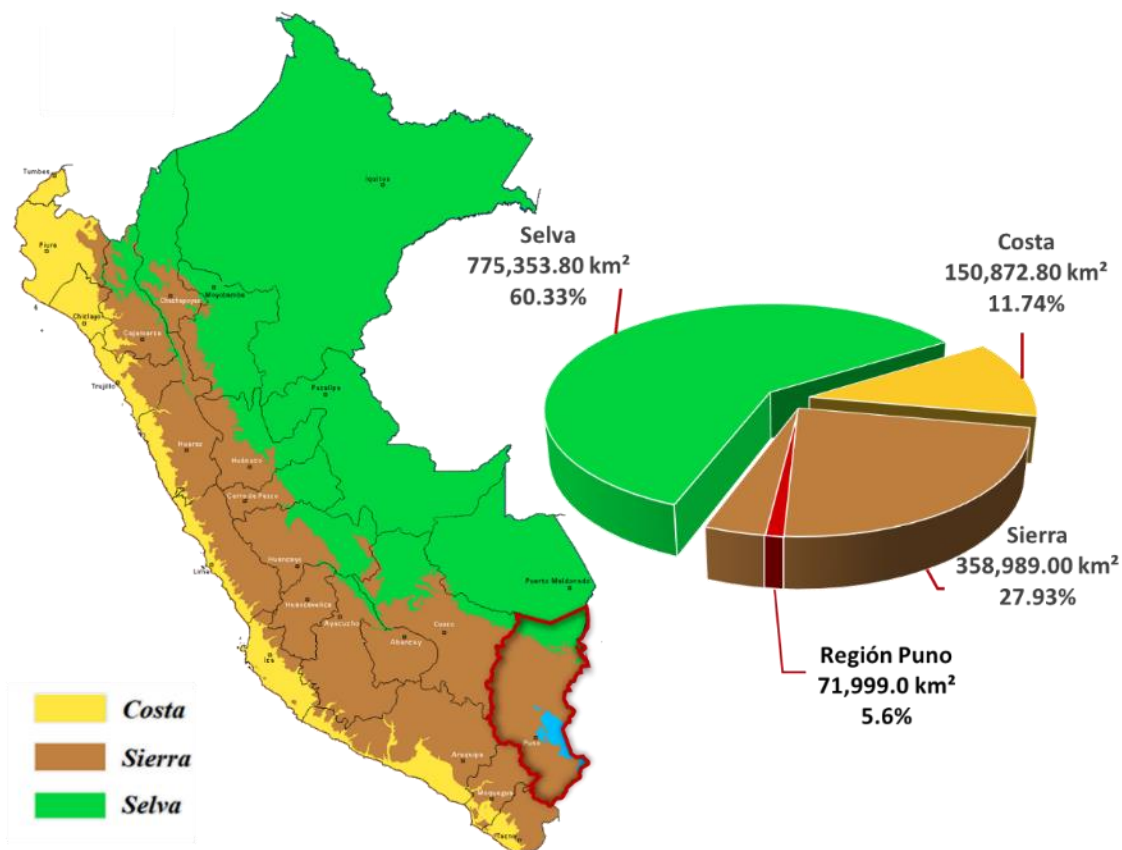 Tumbes
Iquitos
Piura
Chachapoyas
Moyobamba
Chiclayo
Cajamarca
Trujillo
Pucallpa
Huaraz
Huánuco
Cerro de Pasco
Huancayo
Lima
Puerto Maldonado
Huancavelica
Ayacucho
Cusco
Abancay
Ica
Puno
Arequipa
Moquegua
Tacna
Costa
Sierra
Selva
Selva
775,353.80 km²
60.33%
Costa
150,872.80 km²
11.74%
Sierra
358,989.00 km²
27.93%
Región Puno
71,999.0 km²
5.6%